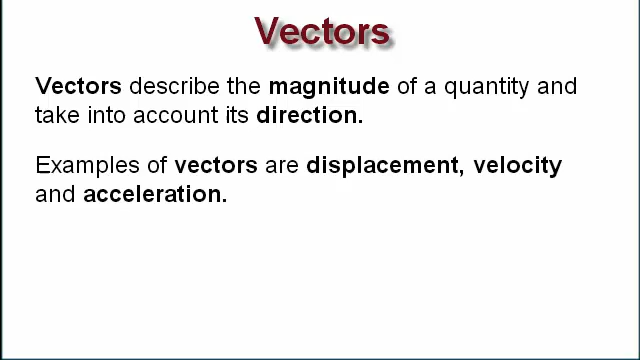 Vectors
Vectors describe the magnitude of a quantity and
take into account its direction.
Examples of vectors are displacement, velocity
and acceleration.